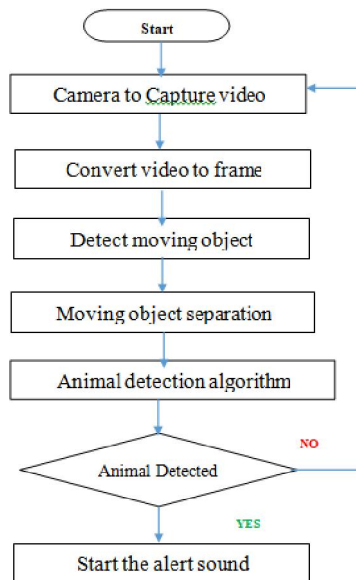 Start
Camera to Capture video
Convert video to frame
Detect moving object
Moving object separation
Animal detection algorithm
NO
Animal Detected
YES
Start the alert sound